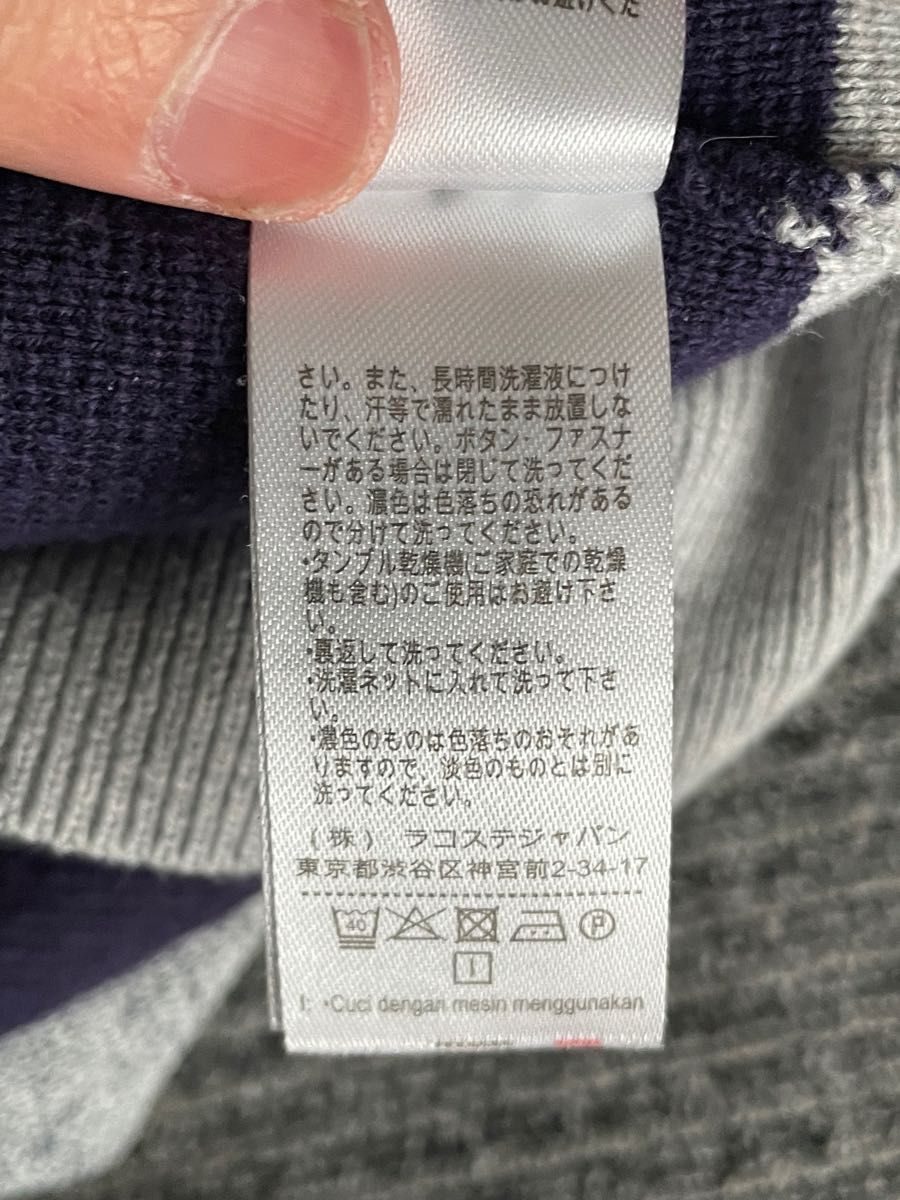 さい。また、長時間洗濯液につけ
たり、汗等で濡れたまま放置しな
いでください。ボタン・ファスナ
ーがある場合は閉じて洗ってくだ
さい。濃色は色落ちの恐れがある
ので分けて洗ってください。
・タンブル乾燥機(ご家庭での乾燥
機も含む)のご使用はお避け下さ
い。
・裏返して洗ってください。
・洗濯ネットに入れて洗って下さ
い。
・濃色のものは色落ちのおそれがあ
りますので、淡色のものとは別に
洗ってください。
(株) ラコステジャパン
東京都渋谷区神宮前2-34-17
40
P
I
I: ・Cuci dengan mesin menggunakan